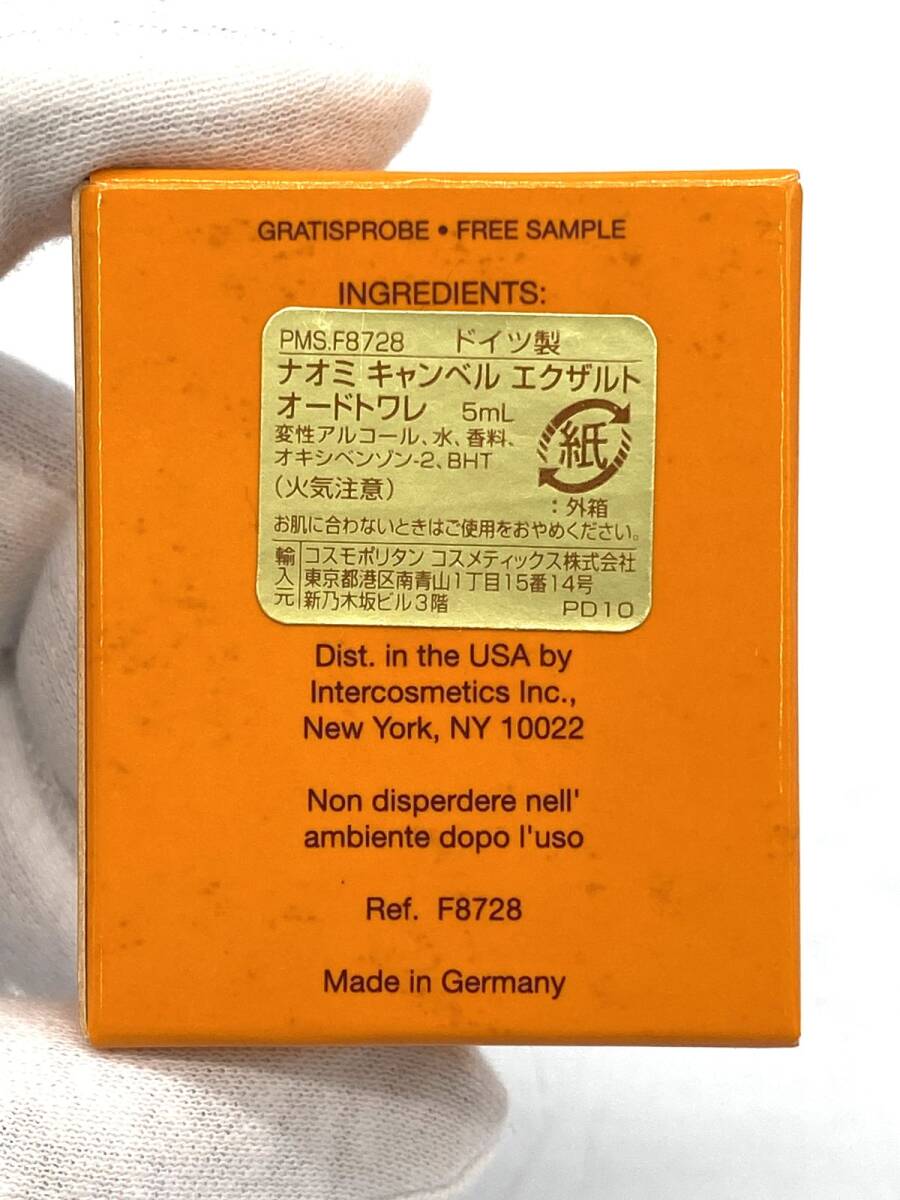 GRATISPROBE • FREE SAMPLE
INGREDIENTS:
PMS.F8728 ドイツ製
ナオミ キャンベル エクザルト
オードトワレ 5mL
変性アルコール、水、香料、
オキシベンゾン-2、BHT
紙
(火気注意)
:外箱
お肌に合わないときはご使用をおやめください。
輸入元
コスモポリタン コスメティックス株式会社
東京都港区南青山1丁目15番14号
新乃木坂ビル3階 PD10
Dist. in the USA by
Intercosmetics Inc.,
New York, NY 10022
Non disperdere nell'
ambiente dopo l'uso
Ref. F8728
Made in Germany